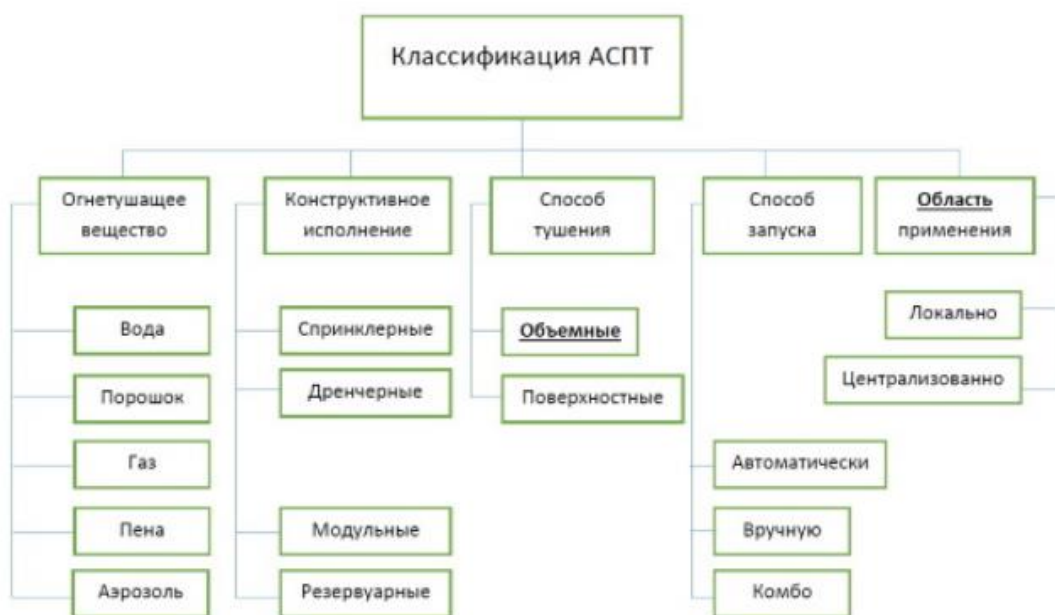 Классификация АСПТ
Огнетушащее
вещество
Вода
Порошок
Газ
Пена
Аэрозоль
Конструктивное
исполнение
Спринклерные
Дренчерные
Модульные
Резервуарные
Способ
тушения
Объемные
Поверхностные
Способ
запуска
Автоматически
Вручную
Комбо
Область
применения
Локально
Централизованно